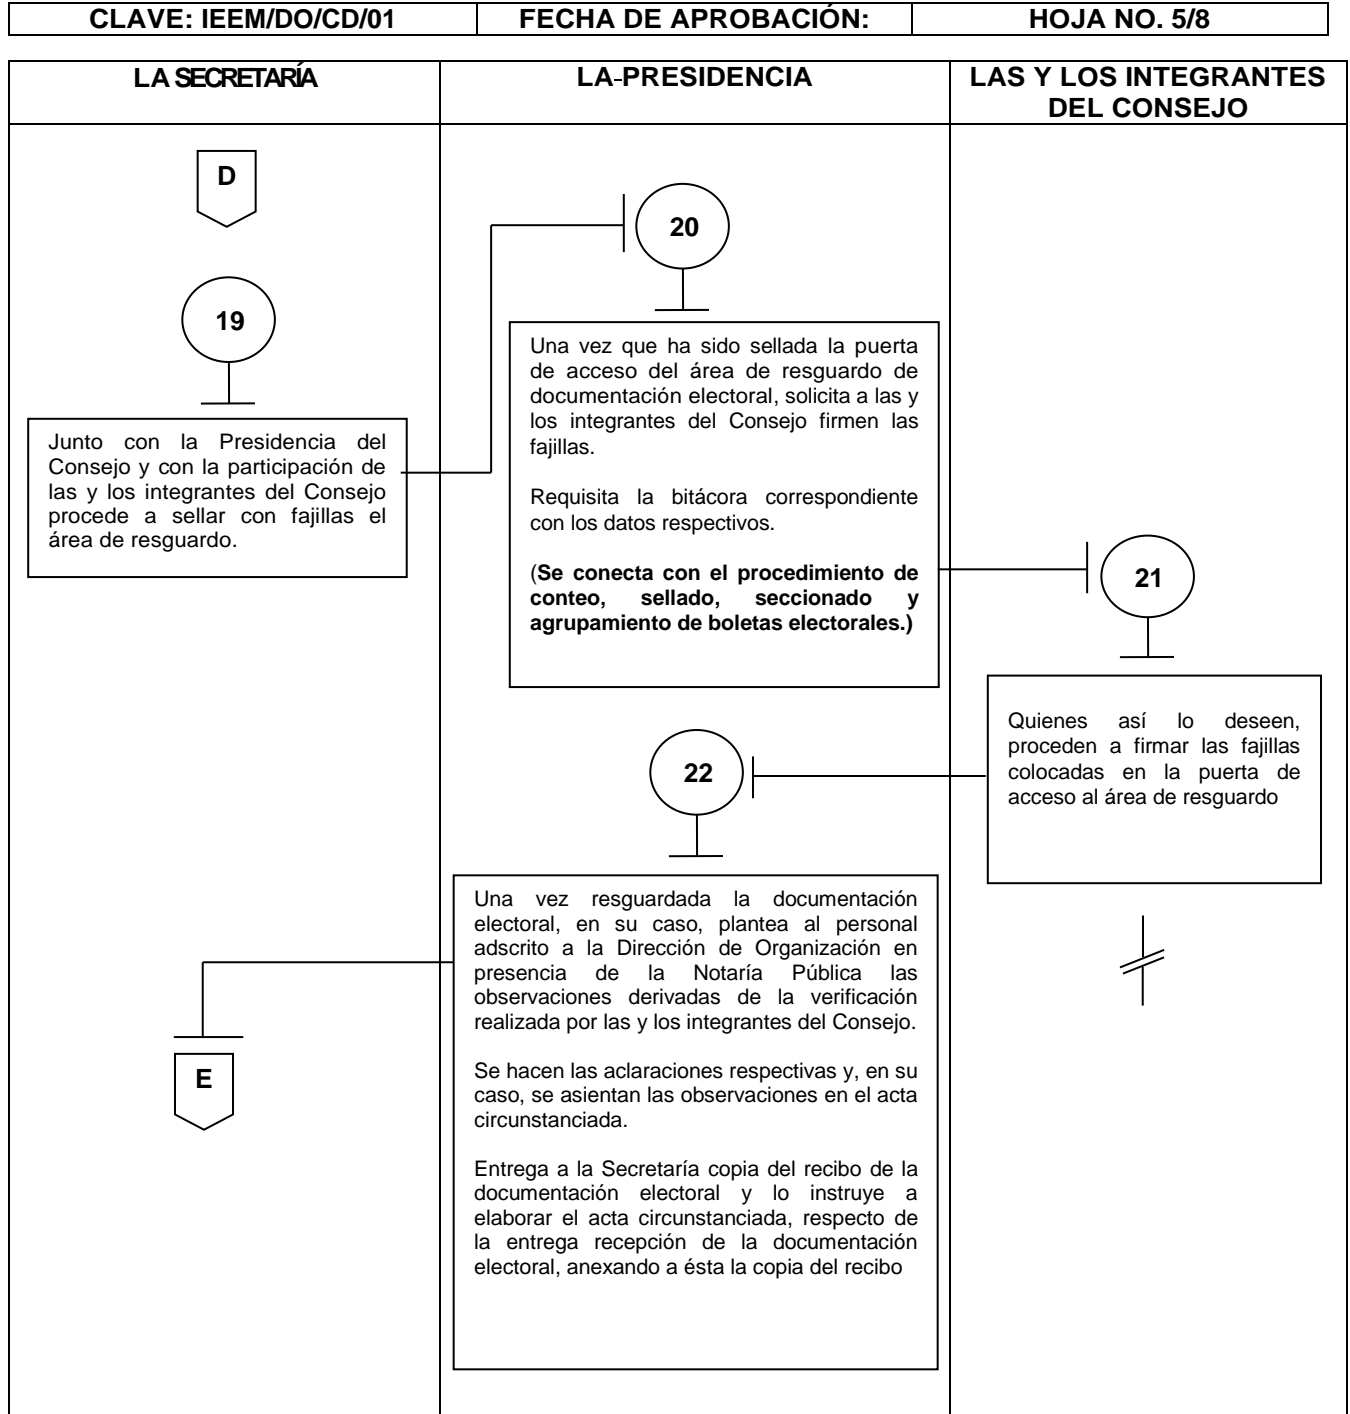 CLAVE: IEEM/DO/CD/01 FECHA DE APROBACIÓN: HOJA NO. 5/8
LA SECRETARÍA
LA-PRESIDENCIA
LAS Y LOS INTEGRANTES
DEL CONSEJO
D
19
Junto con la Presidencia del
Consejo y con la participación de
las y los integrantes del Consejo
procede a sellar con fajillas el
área de resguardo.
20
Una vez que ha sido sellada la puerta
de acceso del área de resguardo de
documentación electoral, solicita a las y
los integrantes del Consejo firmen las
fajillas.
Requisita la bitácora correspondiente
con los datos respectivos.
(Se conecta con el procedimiento de
conteo, sellado, seccionado y
agrupamiento de boletas electorales.)
21
Quienes así lo deseen,
proceden a firmar las fajillas
colocadas en la puerta de
acceso al área de resguardo
22
Una vez resguardada la documentación
electoral, en su caso, plantea al personal
adscrito a la Dirección de Organización en
presencia de la Notaría Pública las
observaciones derivadas de la verificación
realizada por las y los integrantes del Consejo.
Se hacen las aclaraciones respectivas y, en su
caso, se asientan las observaciones en el acta
circunstanciada.
Entrega a la Secretaría copia del recibo de la
documentación electoral y lo instruye a
elaborar el acta circunstanciada, respecto de
la entrega recepción de la documentación
electoral, anexando a ésta la copia del recibo
E